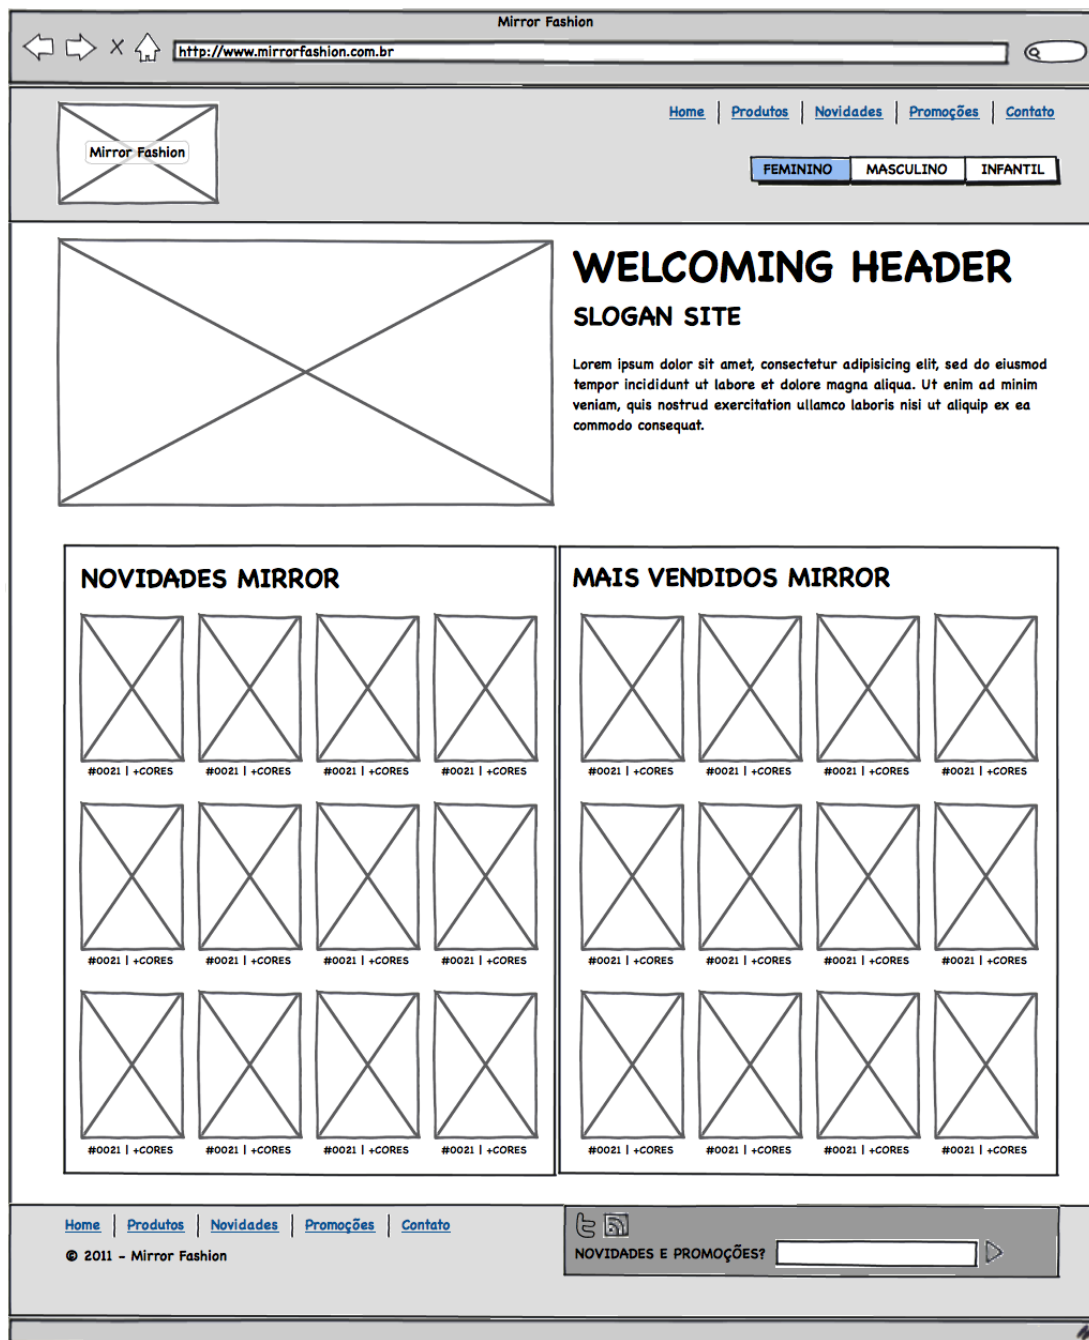 Mirror Fashion
http://www.mirrorfashion.com.br
Home | Produtos | Novidades | Promoções | Contato
Mirror Fashion
FEMININO MASCULINO INFANTIL
WELCOMING HEADER
SLOGAN SITE
Lorem ipsum dolor sit amet, consectetur adipisicing elit, sed do eiusmod
tempor incididunt ut labore et dolore magna aliqua. Ut enim ad minim
veniam, quis nostrud exercitation ullamco laboris nisi ut aliquip ex ea
commodo consequat.
NOVIDADES MIRROR
#0021 | +CORES #0021 | +CORES #0021 | +CORES #0021 | +CORES
#0021 | +CORES #0021 | +CORES #0021 | +CORES #0021 | +CORES
#0021 | +CORES #0021 | +CORES #0021 | +CORES #0021 | +CORES
MAIS VENDIDOS MIRROR
#0021 | +CORES #0021 | +CORES #0021 | +CORES #0021 | +CORES
#0021 | +CORES #0021 | +CORES #0021 | +CORES #0021 | +CORES
#0021 | +CORES #0021 | +CORES #0021 | +CORES #0021 | +CORES
Home | Produtos | Novidades | Promoções | Contato
© 2011 - Mirror Fashion
NOVIDADES E PROMOÇÕES?